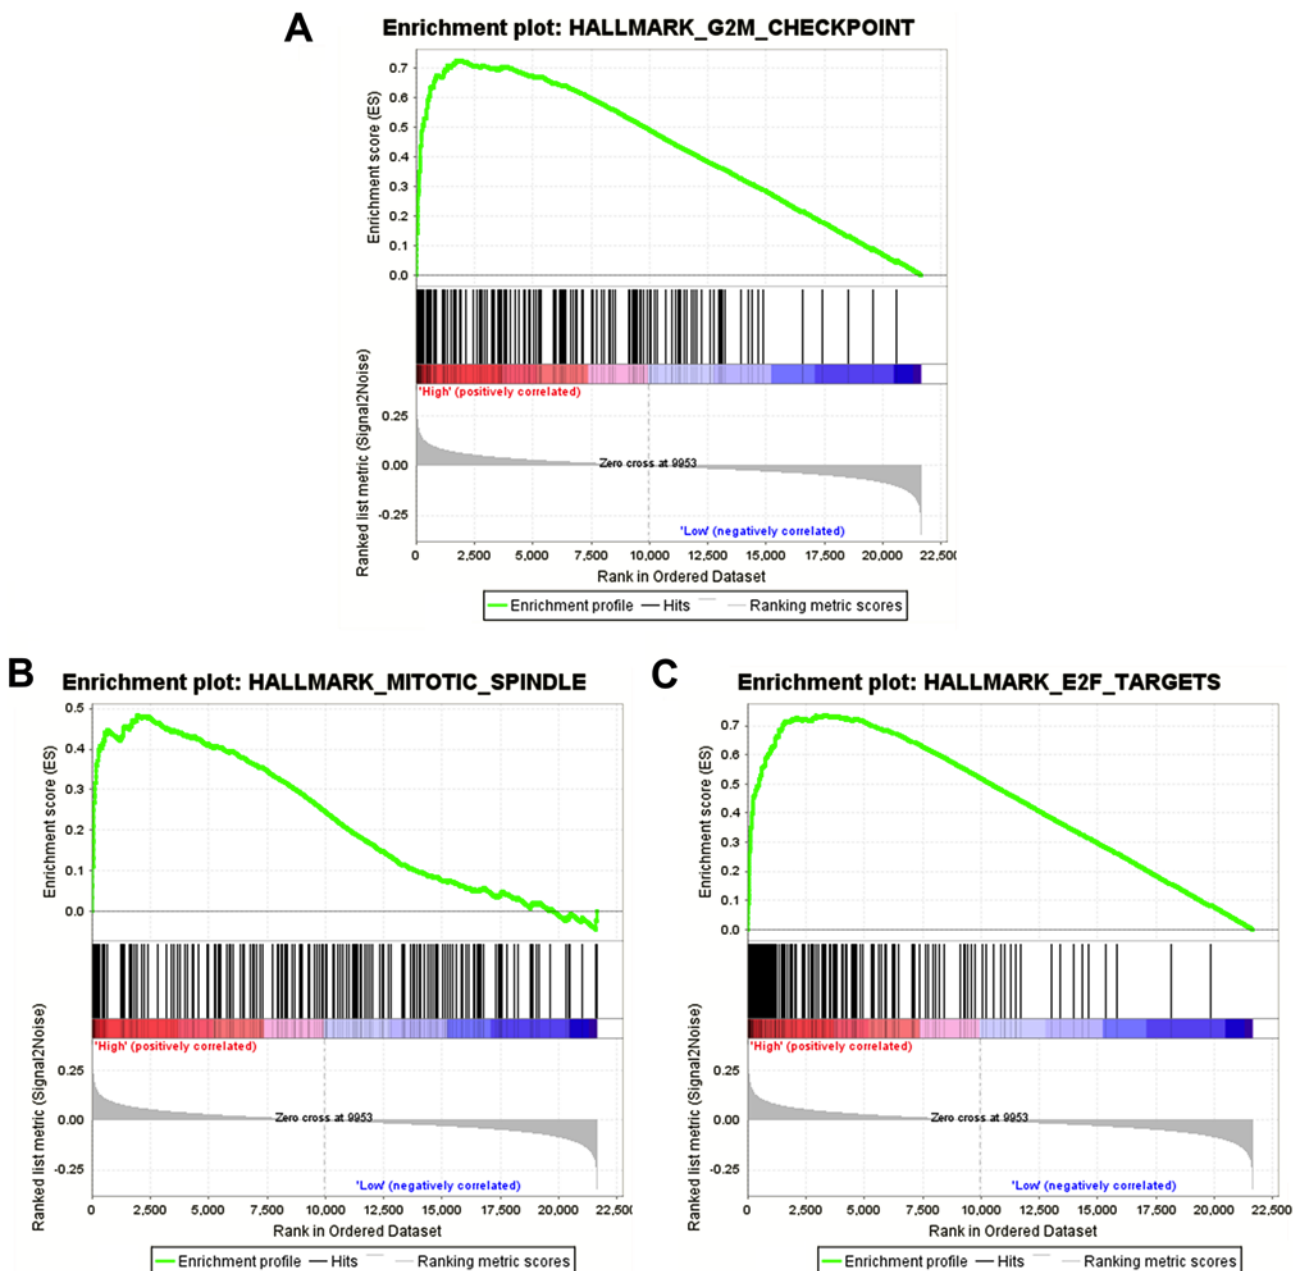 A
Enrichment plot: HALLMARK_G2M_CHECKPOINT
Enrichment score (ES)
0.7
0.6
0.5
0.4
0.3
0.2
0.1
0.0
'High' (positively correlated)
Ranked list metric (Signal2Noise)
0.25
0.00
-0.25
Zero cross at 9953
'Low' (negatively correlated)
0 2,500 5,000 7,500 10,000 12,500 15,000 17,500 20,000 22,500
Rank in Ordered Dataset
Enrichment profile Hits Ranking metric scores
B
Enrichment plot: HALLMARK_MITOTIC_SPINDLE
Enrichment score (ES)
0.5
0.4
0.3
0.2
0.1
0.0
'High' (positively correlated)
Ranked list metric (Signal2Noise)
0.25
0.00
-0.25
Zero cross at 9953
'Low' (negatively correlated)
0 2,500 5,000 7,500 10,000 12,500 15,000 17,500 20,000 22,500
Rank in Ordered Dataset
Enrichment profile Hits Ranking metric scores
C
Enrichment plot: HALLMARK_E2F_TARGETS
Enrichment score (ES)
0.7
0.6
0.5
0.4
0.3
0.2
0.1
0.0
'High' (positively correlated)
Ranked list metric (Signal2Noise)
0.25
0.00
-0.25
Zero cross at 9953
'Low' (negatively correlated)
0 2,500 5,000 7,500 10,000 12,500 15,000 17,500 20,000 22,500
Rank in Ordered Dataset
Enrichment profile Hits Ranking metric scores